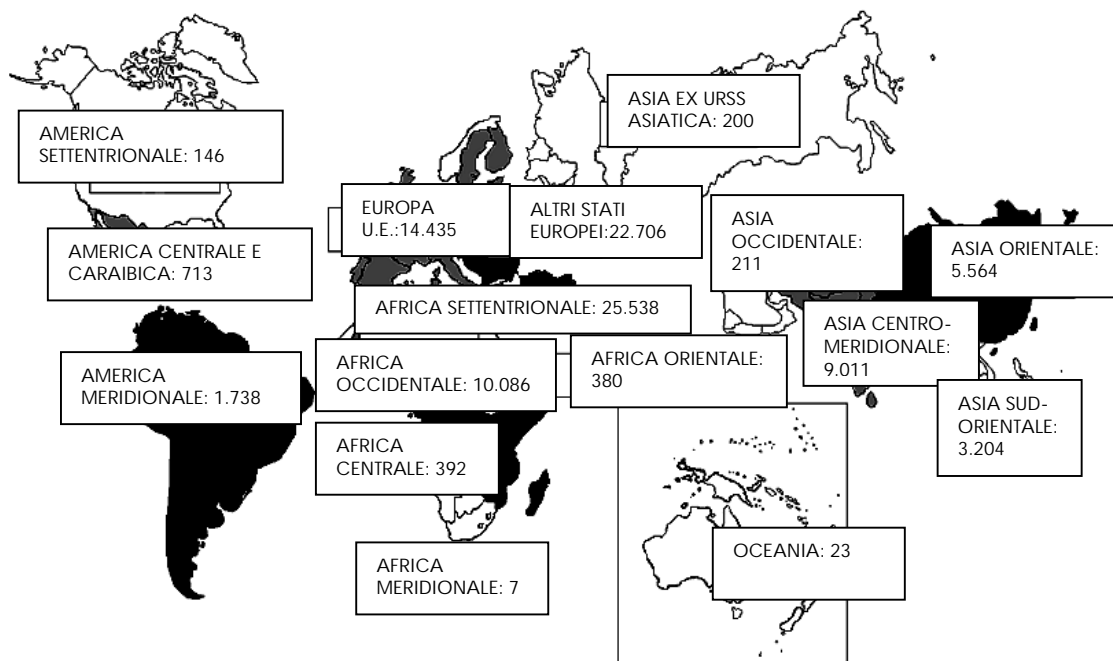 ASIA EX URSS
ASIATICA: 200
AMERICA
SETTENTRIONALE: 146
EUROPA
U.E.:14.435
ALTRI STATI
EUROPEI:22.706
ASIA
OCCIDENTALE:
211
ASIA ORIENTALE:
5.564
AMERICA CENTRALE E
CARAIBICA: 713
AFRICA SETTENTRIONALE: 25.538
ASIA CENTRO-
MERIDIONALE:
9.011
AMERICA
MERIDIONALE: 1.738
AFRICA
OCCIDENTALE: 10.086
AFRICA ORIENTALE:
380
ASIA SUD-
ORIENTALE:
3.204
AFRICA
CENTRALE: 392
OCEANIA: 23
AFRICA
MERIDIONALE: 7